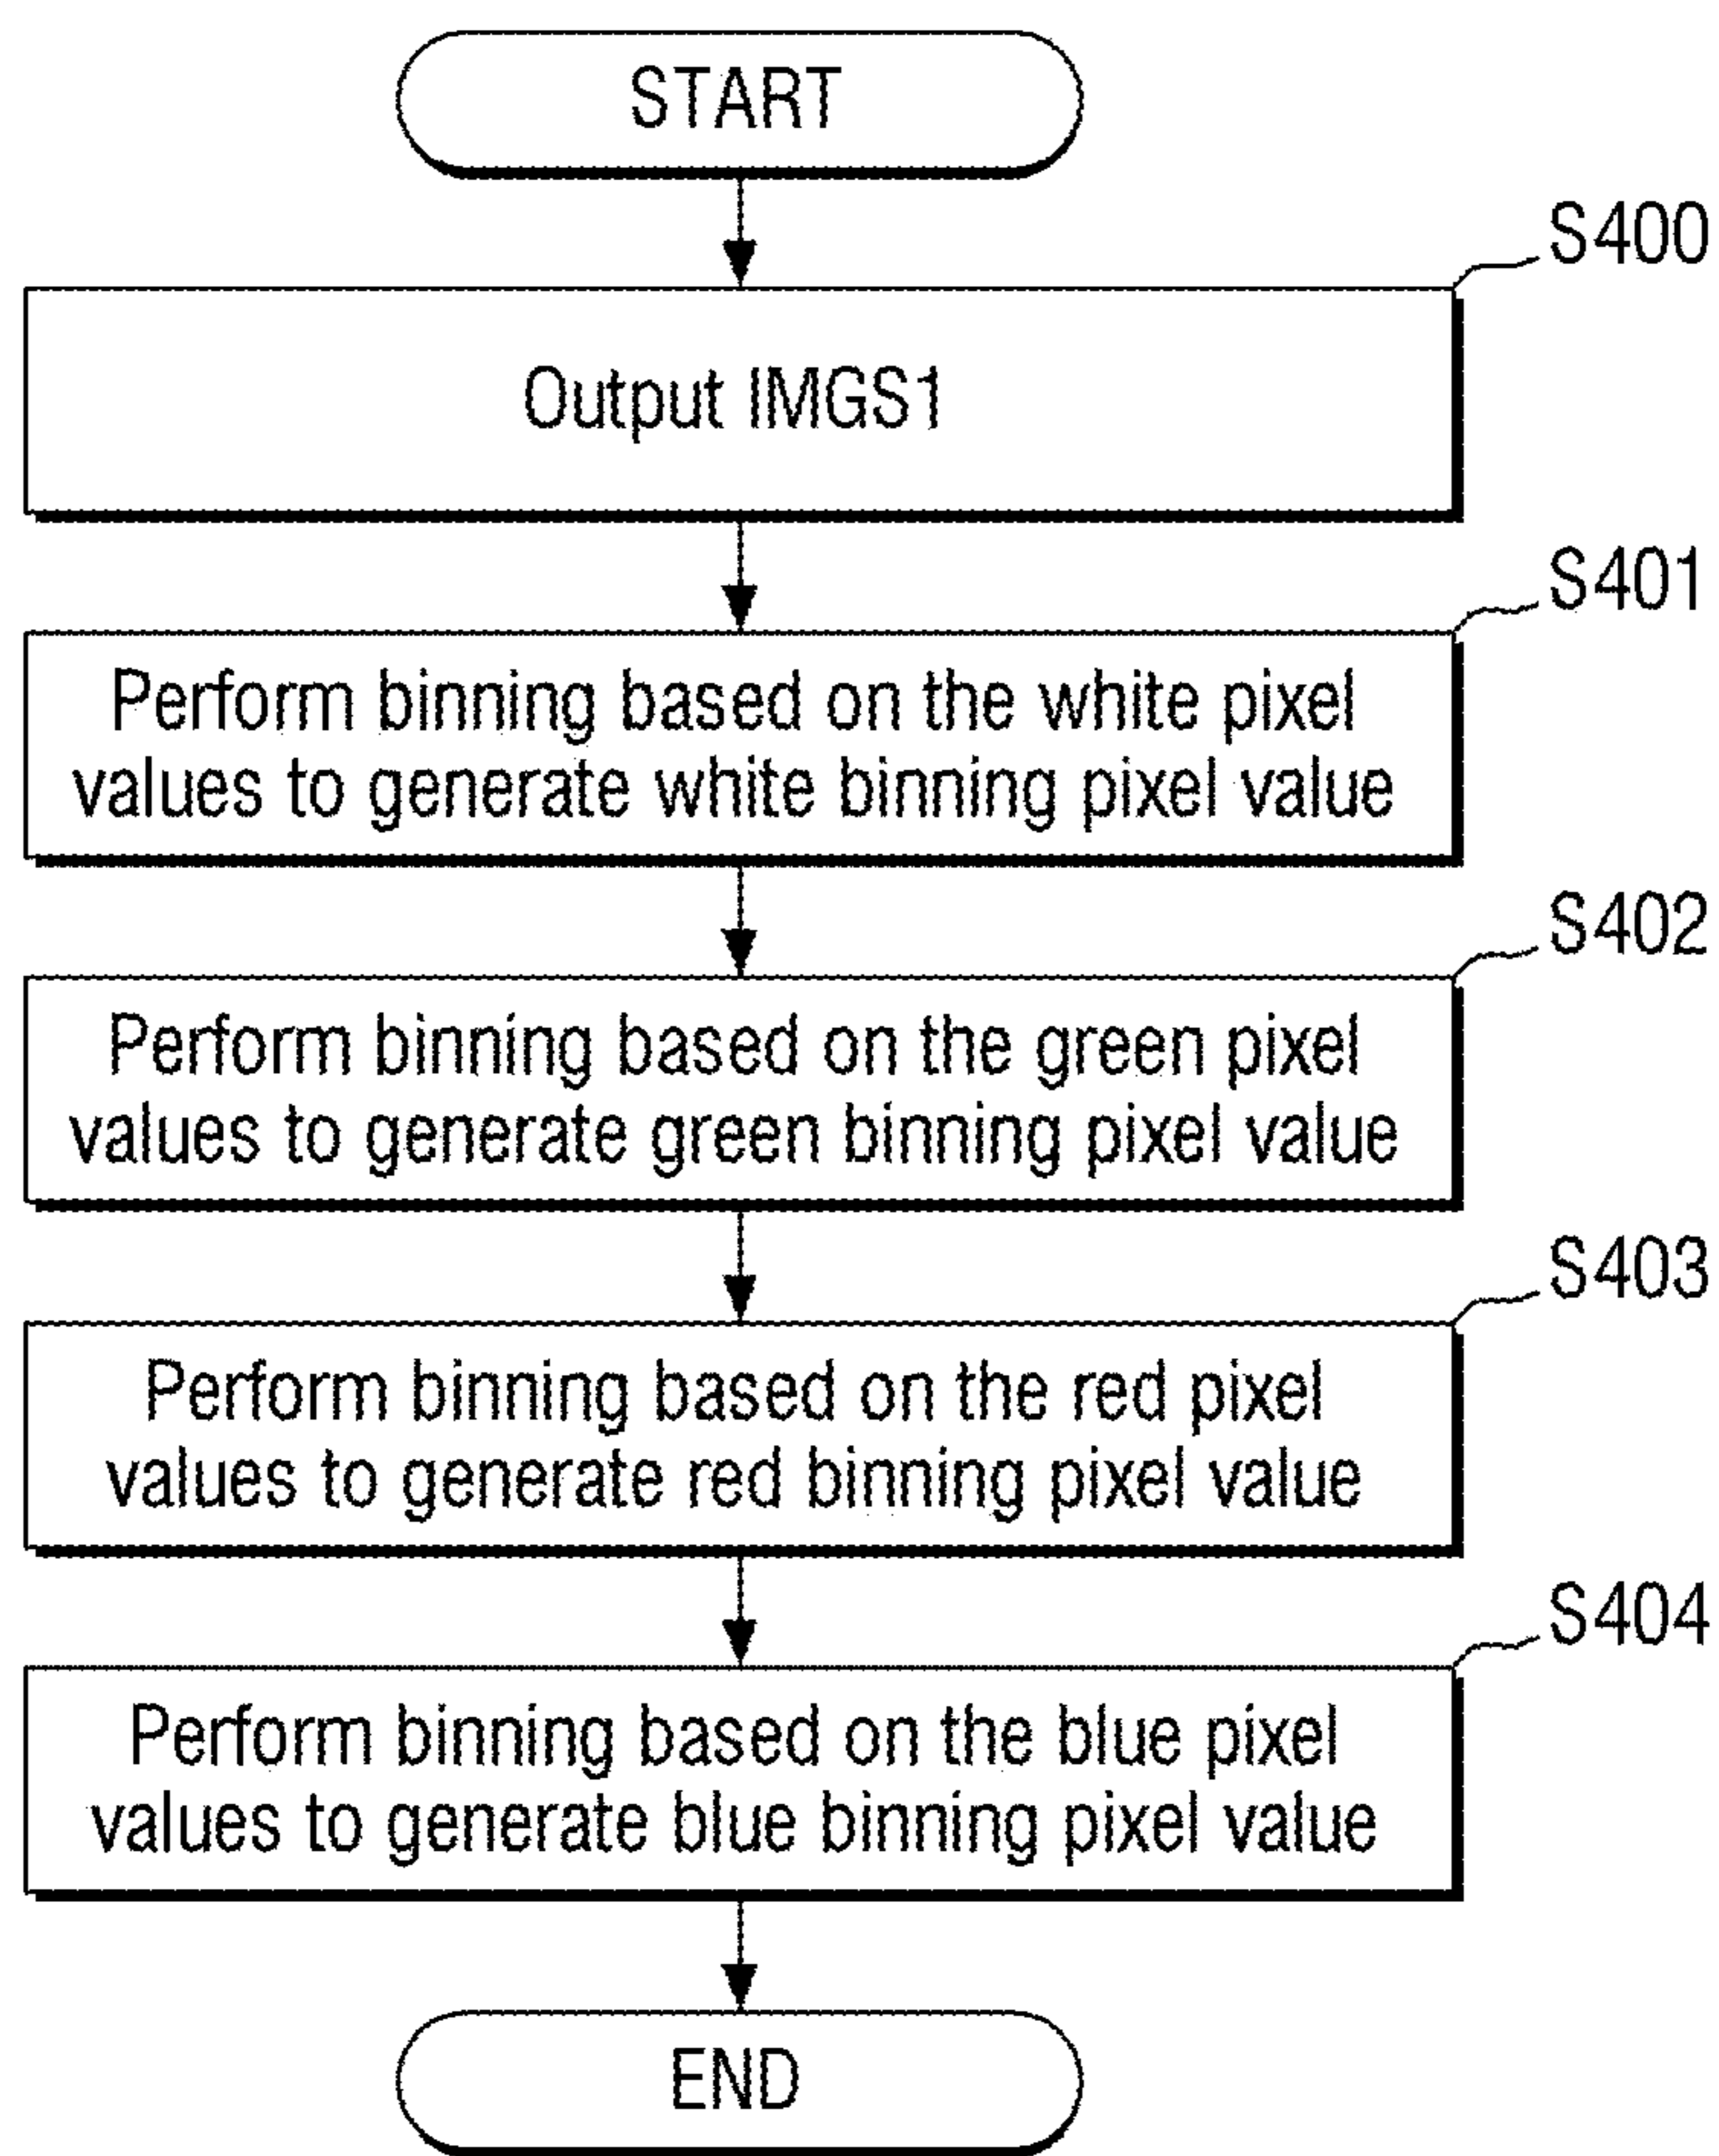 START
S400
Output IMGS1
S401
Perform binning based on the white pixel
values to generate white binning pixel value
S402
Perform binning based on the green pixel
values to generate green binning pixel value
S403
Perform binning based on the red pixel
values to generate red binning pixel value
S404
Perform binning based on the blue pixel
values to generate blue binning pixel value
END